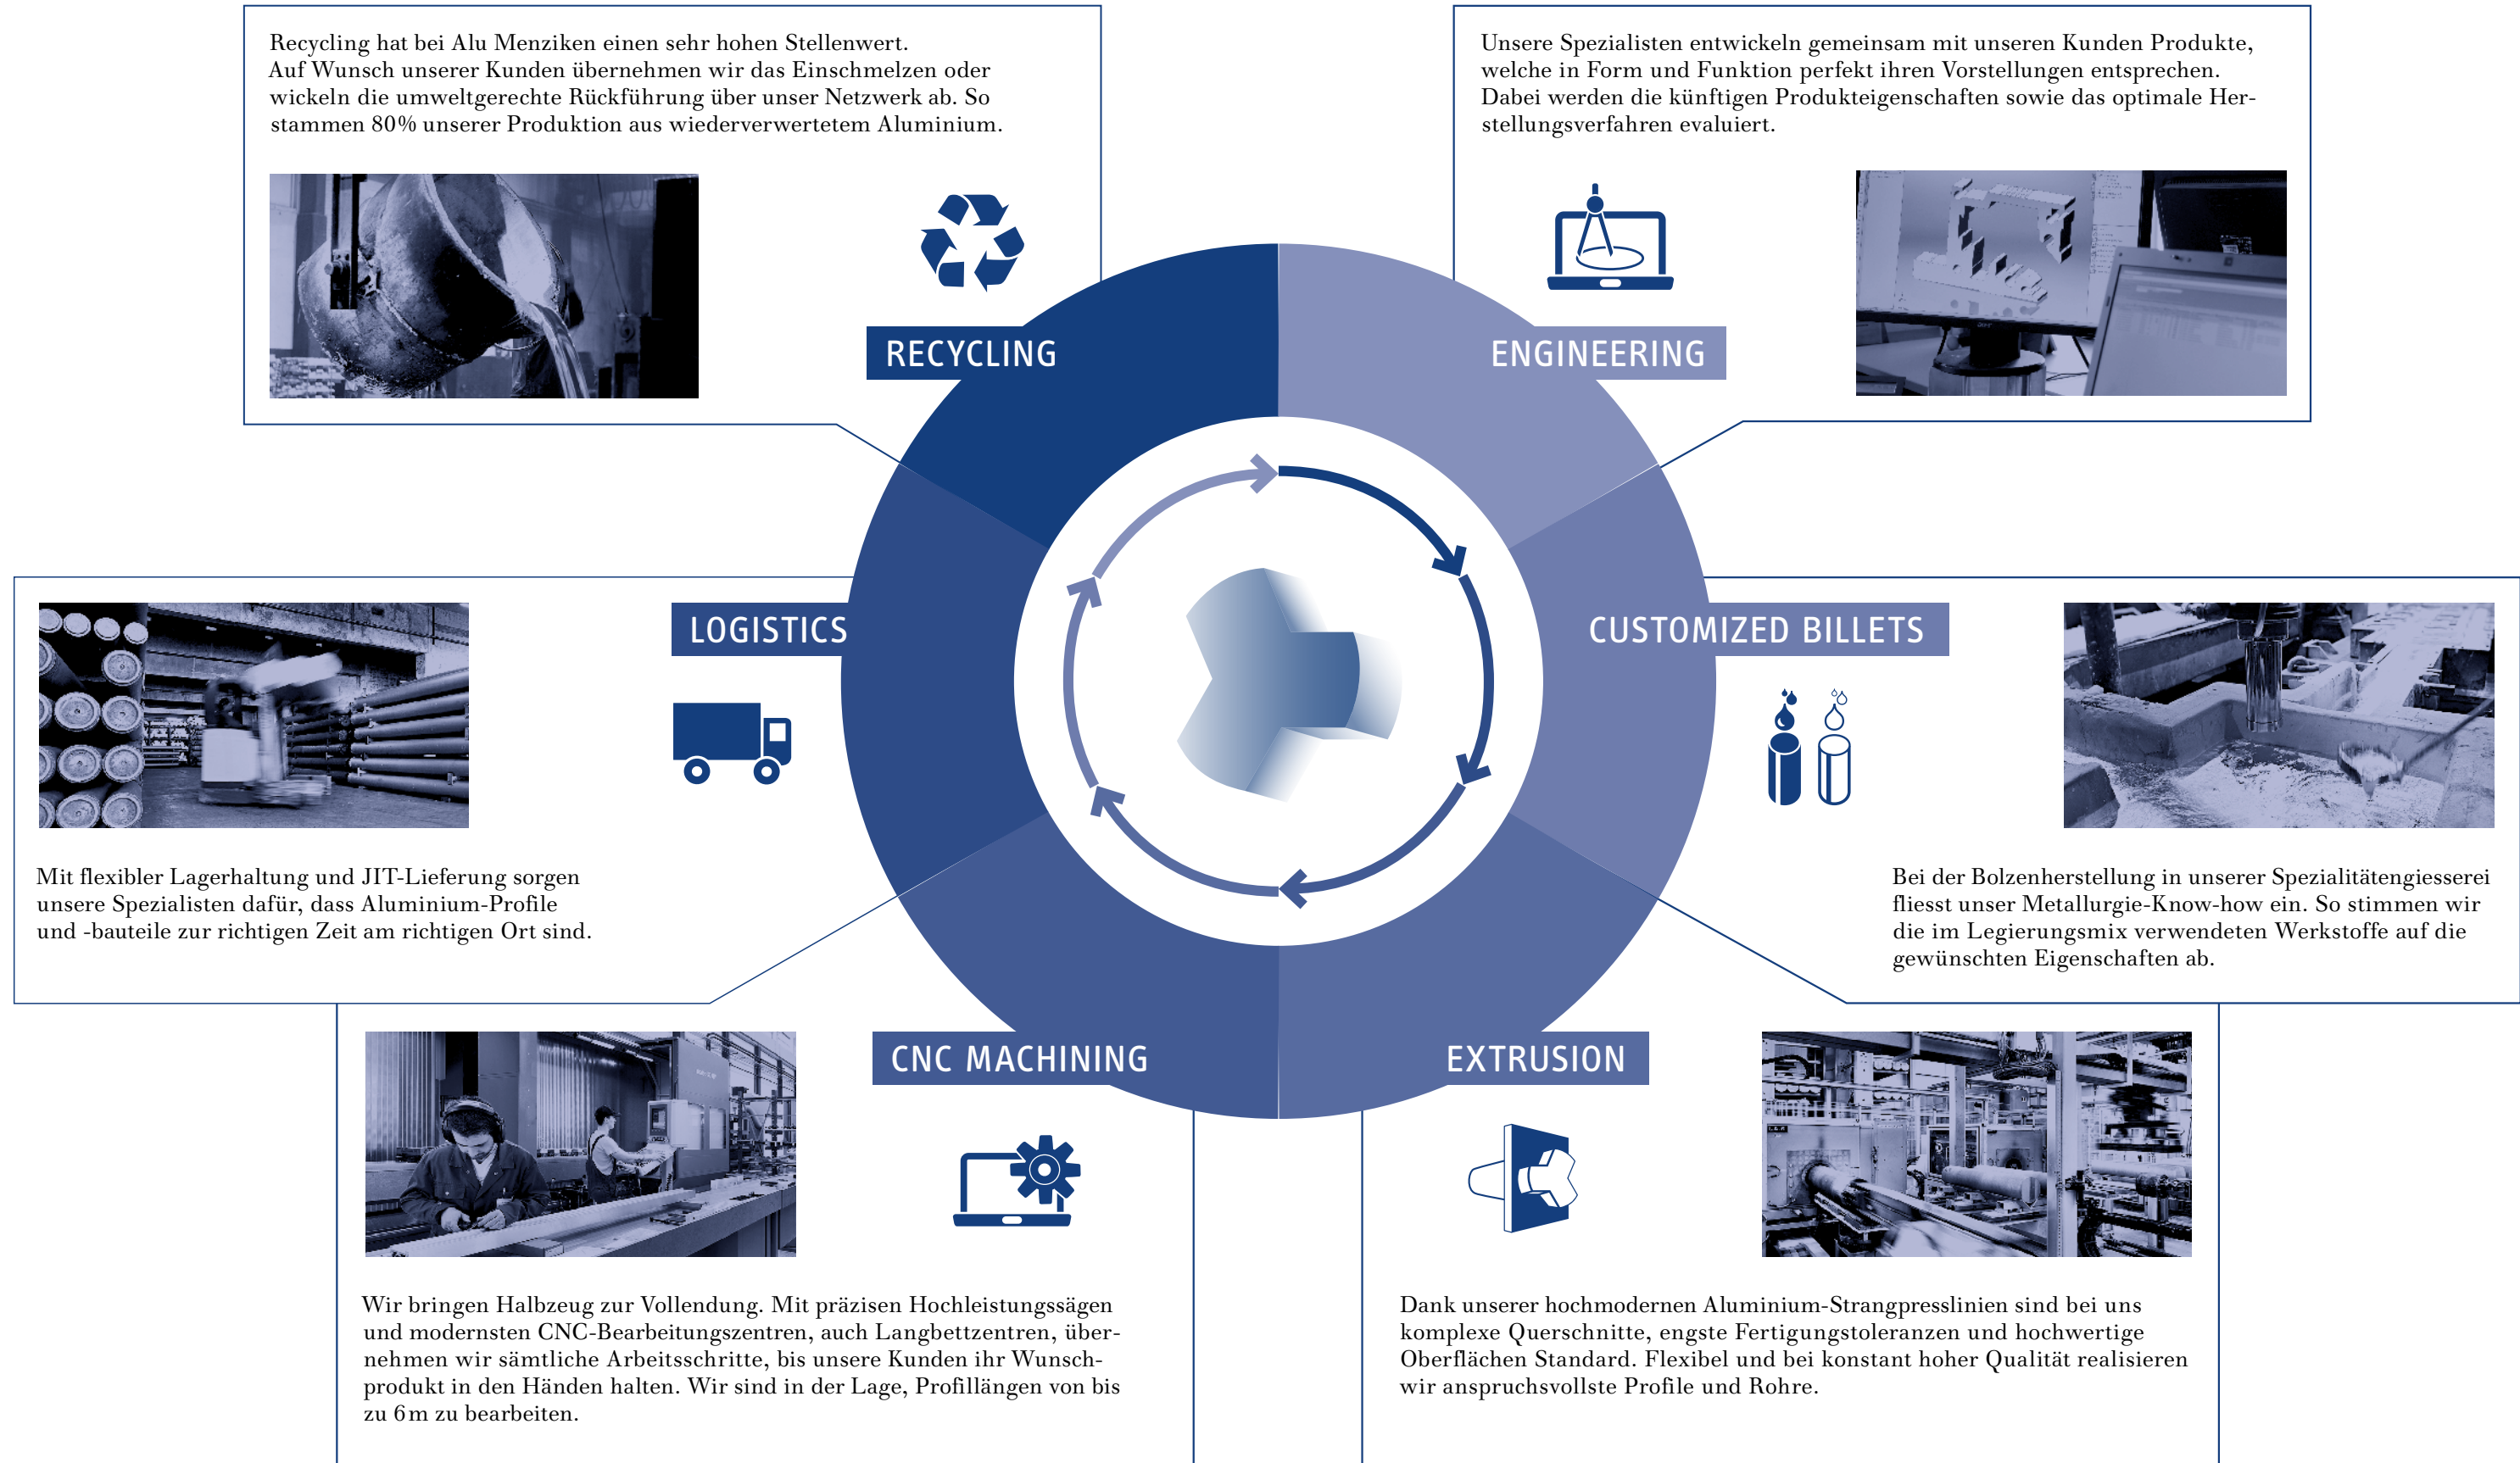 Recycling hat bei Alu Menziken einen sehr hohen Stellenwert.
Auf Wunsch unserer Kunden übernehmen wir das Einschmelzen oder
wickeln die umweltgerechte Rückführung über unser Netzwerk ab. So
stammen 80% unserer Produktion aus wiederverwertetem Aluminium.
RECYCLING
Unsere Spezialisten entwickeln gemeinsam mit unseren Kunden Produkte,
welche in Form und Funktion perfekt ihren Vorstellungen entsprechen.
Dabei werden die künftigen Produkteigenschaften sowie das optimale Her-
stellungsverfahren evaluiert.
ENGINEERING
LOGISTICS
Mit flexibler Lagerhaltung und JIT-Lieferung sorgen
unsere Spezialisten dafür, dass Aluminium-Profile
und -bauteile zur richtigen Zeit am richtigen Ort sind.
CUSTOMIZED BILLETS
Bei der Bolzenherstellung in unserer Spezialitätengiesserei
fliesst unser Metallurgie-Know-how ein. So stimmen wir
die im Legierungsmix verwendeten Werkstoffe auf die
gewünschten Eigenschaften ab.
CNC MACHINING
Wir bringen Halbzeug zur Vollendung. Mit präzisen Hochleistungssägen
und modernsten CNC-Bearbeitungszentren, auch Langbettzentren, über-
nehmen wir sämtliche Arbeitsschritte, bis unsere Kunden ihr Wunsch-
produkt in den Händen halten. Wir sind in der Lage, Profillängen von bis
zu 6m zu bearbeiten.
EXTRUSION
Dank unserer hochmodernen Aluminium-Strangpresslinien sind bei uns
komplexe Querschnitte, engste Fertigungstoleranzen und hochwertige
Oberflächen Standard. Flexibel und bei konstant hoher Qualität realisieren
wir anspruchsvollste Profile und Rohre.